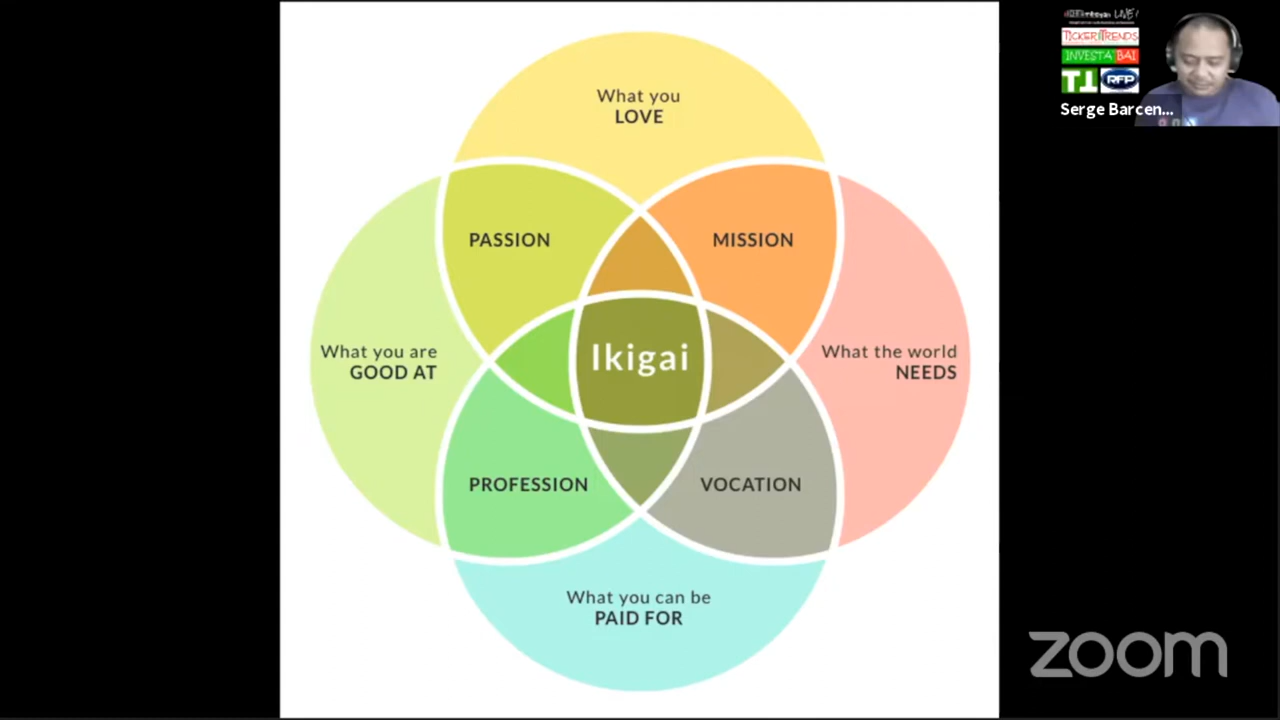 What you
LOVE
PASSION
MISSION
What you are
GOOD AT
Ikigai
What the world
NEEDS
PROFESSION
VOCATION
What you can be
PAID FOR
LIVE!
TICKER TRENDS
INVESTA BAI
RFP
Serge Barcen...
zoom